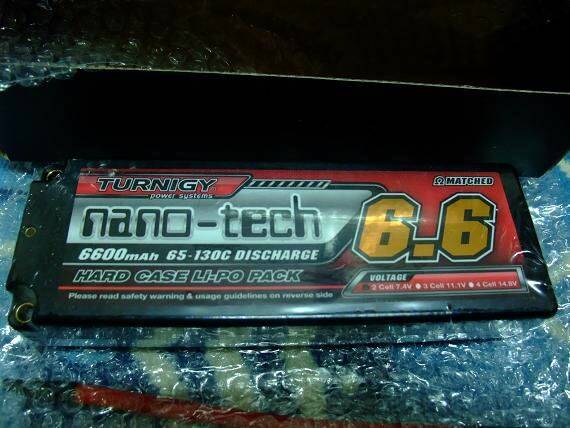 TURNIGY
power systems
Ω MATCHED
nano-tech
6.6
6600mAh 65-130C DISCHARGE
HARD CASE LI-PO PACK
VOLTAGE
2 Cell 7.4V ● 3 Cell 11.1V ● 4 Cell 14.8V
Please read safety warning & usage guidelines on reverse side